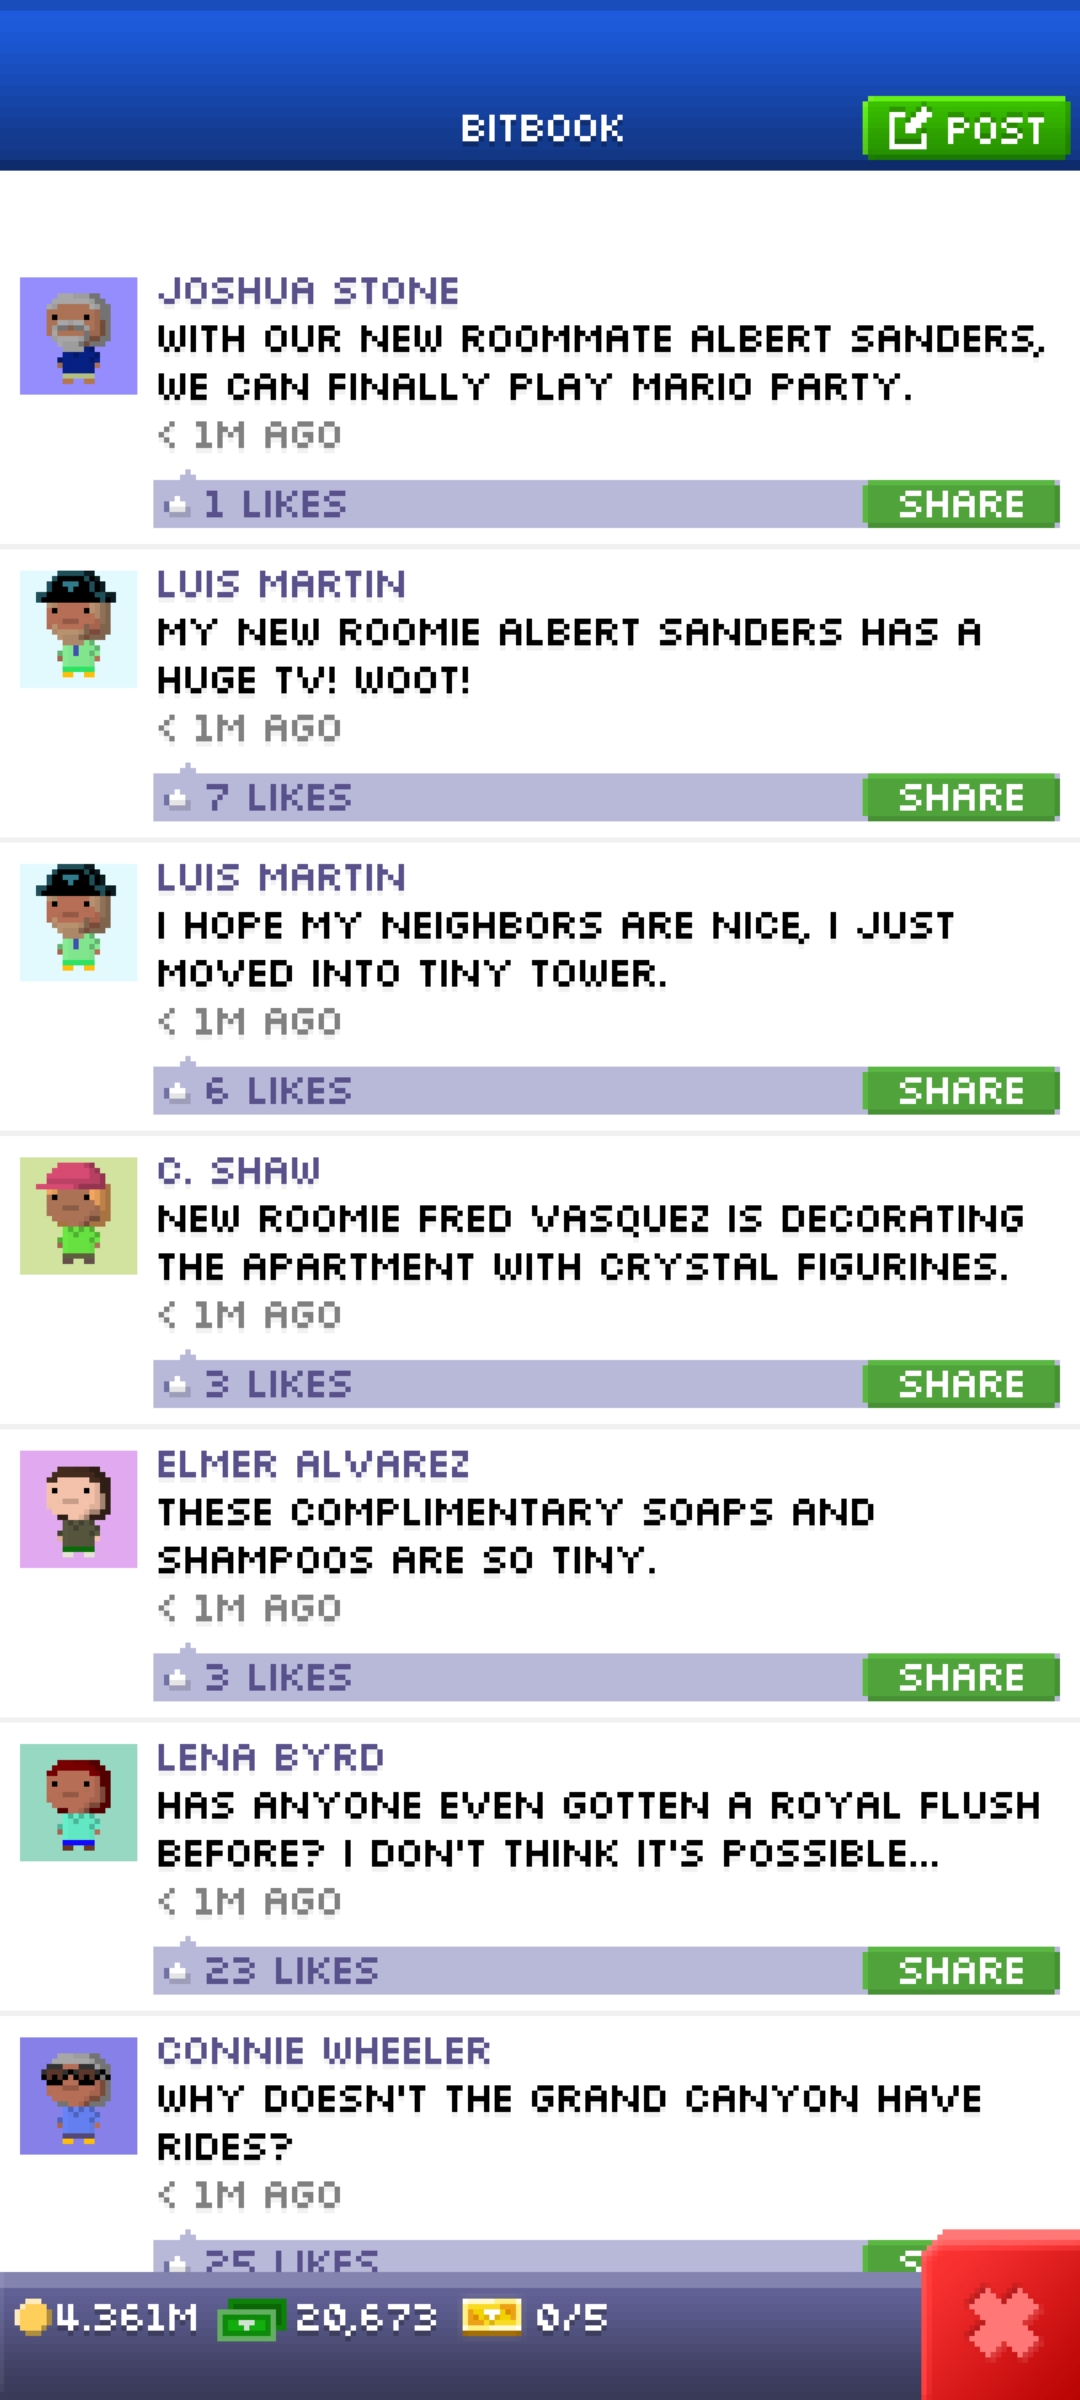 BITBOOK
POST
JOSHUA STONE
WITH OUR NEW ROOMMATE ALBERT SANDERS,
WE CAN FINALLY PLAY MARIO PARTY.
< 1M AGO
1 LIKES
SHARE
LUIS MARTIN
MY NEW ROOMIE ALBERT SANDERS HAS A
HUGE TV! WOOT!
< 1M AGO
7 LIKES
SHARE
LUIS MARTIN
I HOPE MY NEIGHBORS ARE NICE, I JUST
MOVED INTO TINY TOWER.
< 1M AGO
6 LIKES
SHARE
C. SHAW
NEW ROOMIE FRED VASQUEZ IS DECORATING
THE APARTMENT WITH CRYSTAL FIGURINES.
< 1M AGO
3 LIKES
SHARE
ELMER ALVAREZ
THESE COMPLIMENTARY SOAPS AND
SHAMPOOS ARE SO TINY.
< 1M AGO
3 LIKES
SHARE
LENA BYRD
HAS ANYONE EVEN GOTTEN A ROYAL FLUSH
BEFORE? I DON'T THINK IT'S POSSIBLE...
< 1M AGO
23 LIKES
SHARE
CONNIE WHEELER
WHY DOESN'T THE GRAND CANYON HAVE
RIDES?
< 1M AGO
25 LIKES
4.361M 20,673 0/5